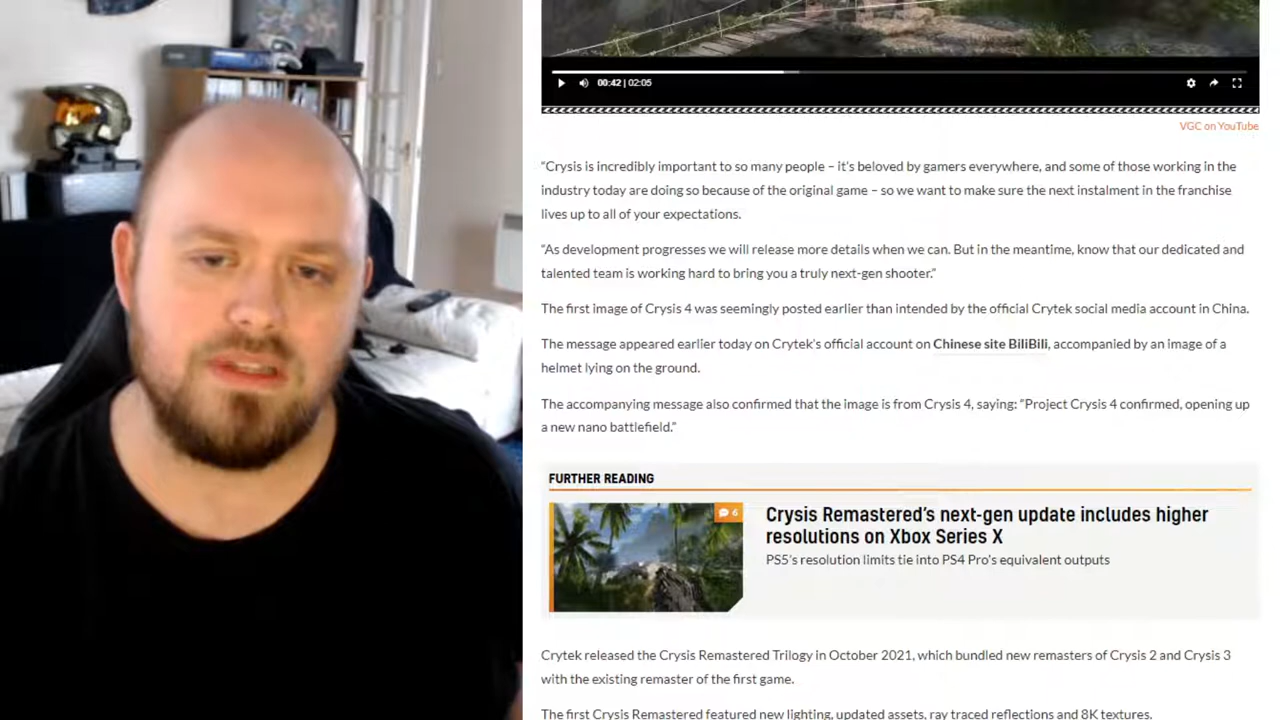 00:42 | 02:05
VGC on YouTube
“Crysis is incredibly important to so many people – it’s beloved by gamers everywhere, and some of those working in the
industry today are doing so because of the original game – so we want to make sure the next instalment in the franchise
lives up to all of your expectations.
“As development progresses we will release more details when we can. But in the meantime, know that our dedicated and
talented team is working hard to bring you a truly next-gen shooter.”
The first image of Crysis 4 was seemingly posted earlier than intended by the official Crytek social media account in China.
The message appeared earlier today on Crytek’s official account on Chinese site BiliBili, accompanied by an image of a
helmet lying on the ground.
The accompanying message also confirmed that the image is from Crysis 4, saying: “Project Crysis 4 confirmed, opening up
a new nano battlefield.”
FURTHER READING
6
Crysis Remastered’s next-gen update includes higher
resolutions on Xbox Series X
PS5’s resolution limits tie into PS4 Pro’s equivalent outputs
Crytek released the Crysis Remastered Trilogy in October 2021, which bundled new remasters of Crysis 2 and Crysis 3
with the existing remaster of the first game.
The first Crysis Remastered featured new lighting, updated assets, ray traced reflections and 8K textures.